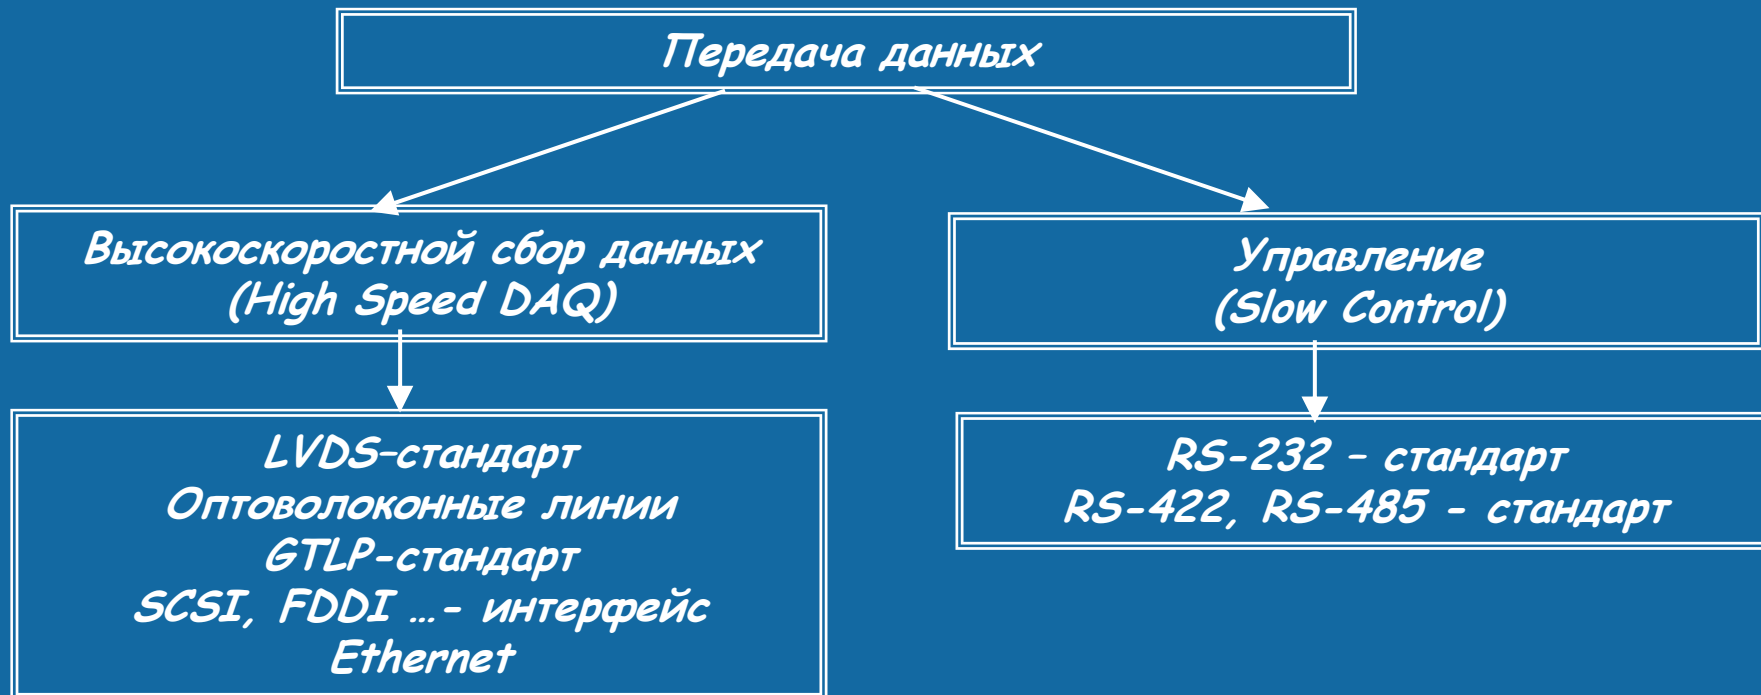 Передача данных
Высокоскоростной сбор данных
(High Speed DAQ)
Управление
(Slow Control)
LVDS-стандарт
Оптоволоконные линии
GTLP-стандарт
SCSI, FDDI …- интерфейс
Ethernet
RS-232 – стандарт
RS-422, RS-485 - стандарт